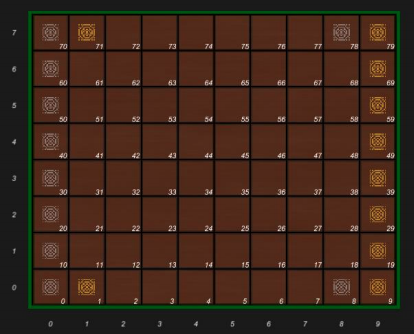 7 70 71 72 73 74 75 76 77 78 79
6 60 61 62 63 64 65 66 67 68 69
5 50 51 52 53 54 55 56 57 58 59
4 40 41 42 43 44 45 46 47 48 49
3 30 31 32 33 34 35 36 37 38 39
2 20 21 22 23 24 25 26 27 28 29
1 10 11 12 13 14 15 16 17 18 19
0 0 1 2 3 4 5 6 7 8 9
0 1 2 3 4 5 6 7 8 9